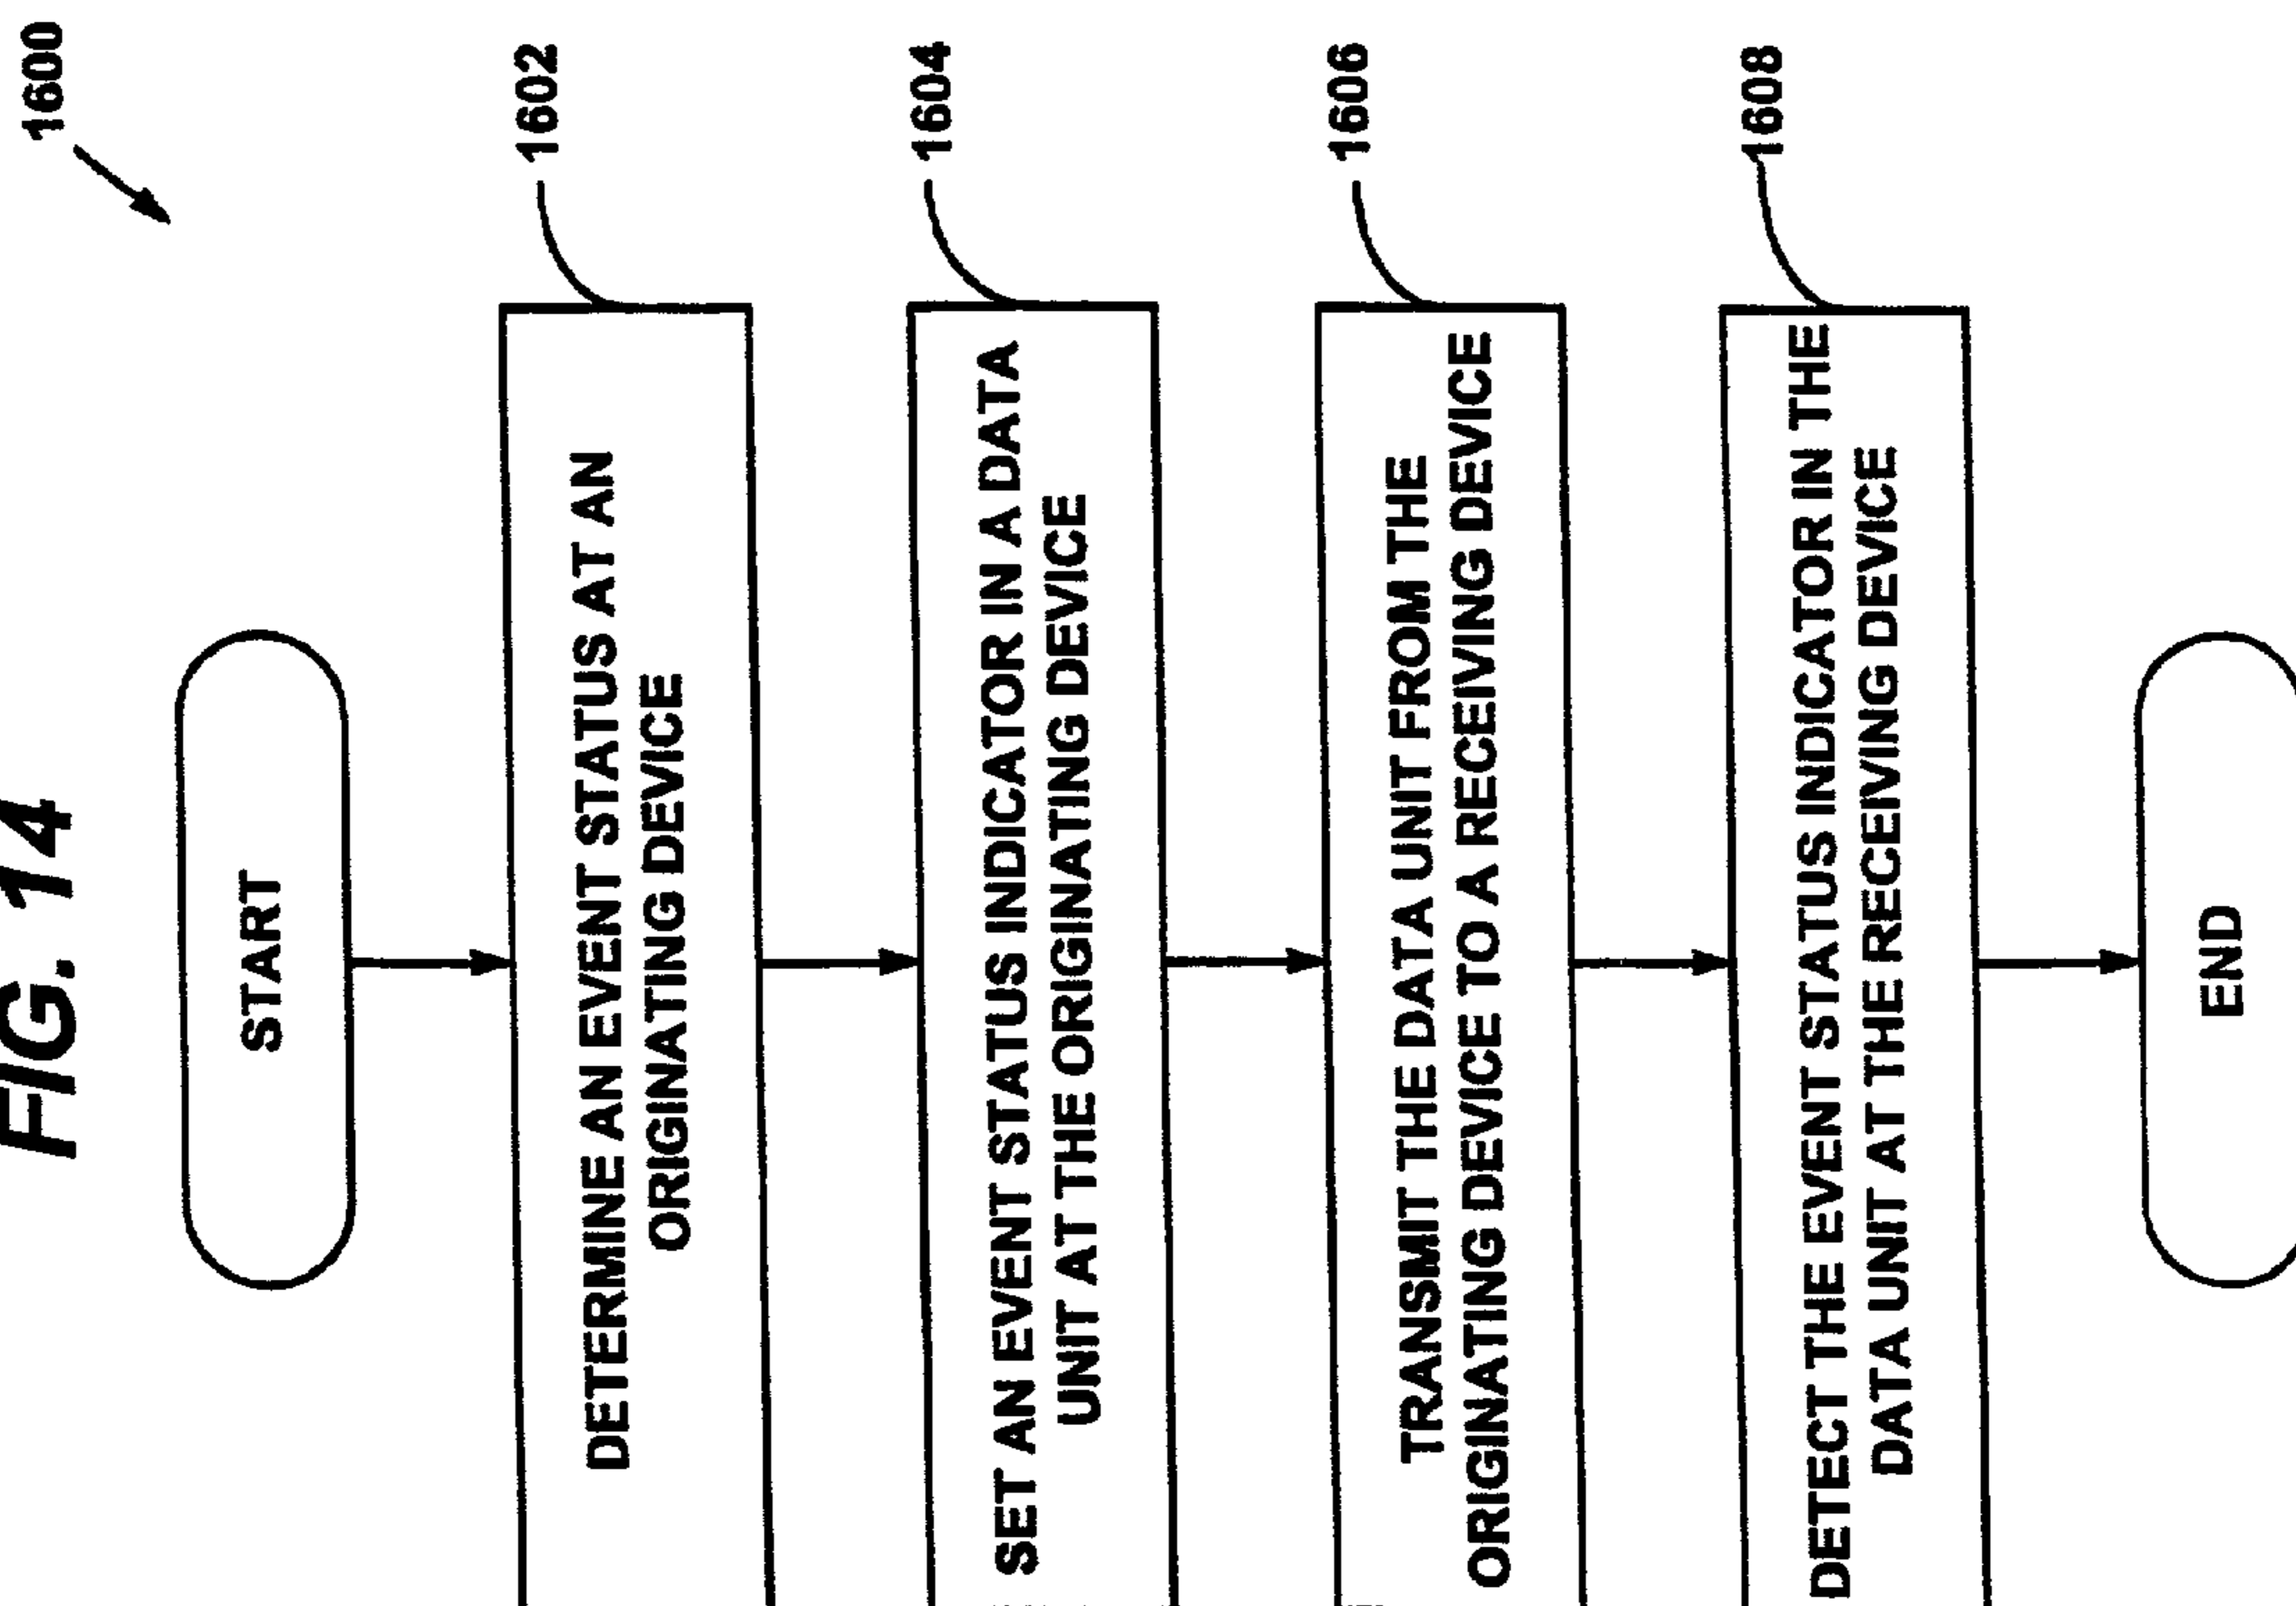 FIG. 14
1600
START
DETERMINE AN EVENT STATUS AT AN
ORIGINATING DEVICE
1602
SET AN EVENT STATUS INDICATOR IN A DATA
UNIT AT THE ORIGINATING DEVICE
1604
TRANSMIT THE DATA UNIT FROM THE
ORIGINATING DEVICE TO A RECEIVING DEVICE
1606
DETECT THE EVENT STATUS INDICATOR IN THE
DATA UNIT AT THE RECEIVING DEVICE
1608
END